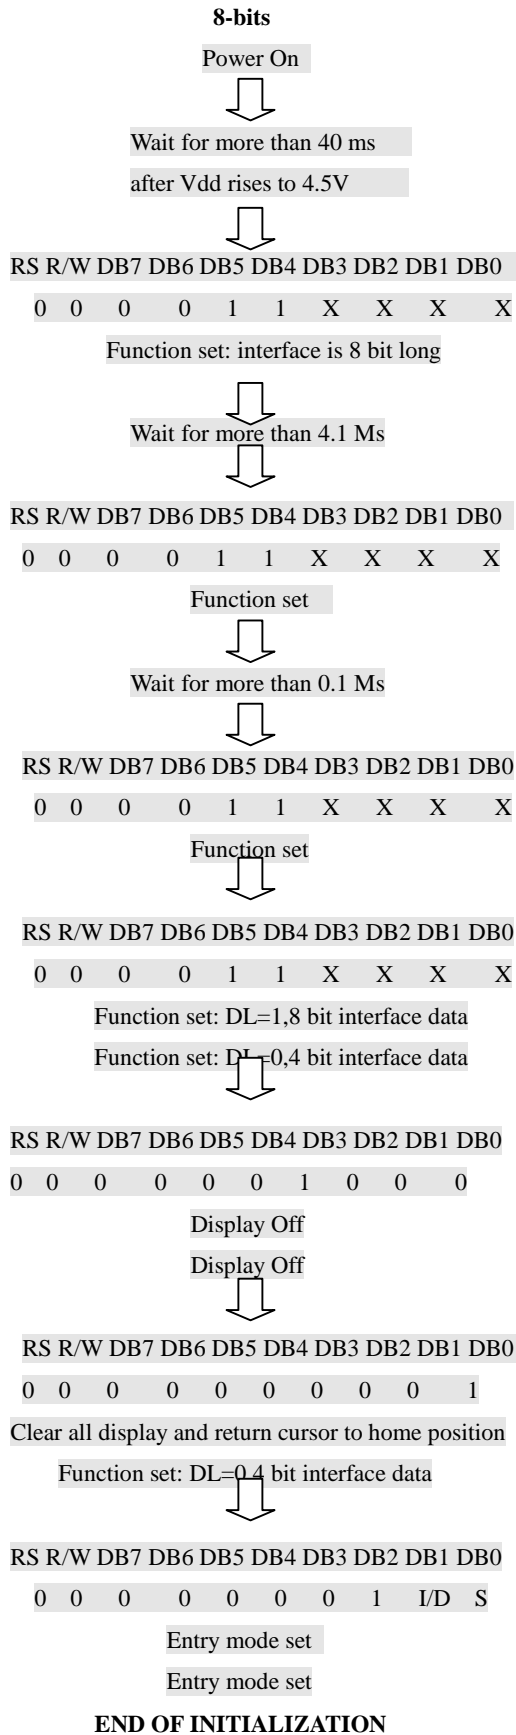 8-bits
Power On
Wait for more than 40 ms
after Vdd rises to 4.5V
RS R/W DB7 DB6 DB5 DB4 DB3 DB2 DB1 DB0
0 0 0 0 1 1 X X X X
Function set: interface is 8 bit long
Wait for more than 4.1 Ms
RS R/W DB7 DB6 DB5 DB4 DB3 DB2 DB1 DB0
0 0 0 0 1 1 X X X X
Function set
Wait for more than 0.1 Ms
RS R/W DB7 DB6 DB5 DB4 DB3 DB2 DB1 DB0
0 0 0 0 1 1 X X X X
Function set
RS R/W DB7 DB6 DB5 DB4 DB3 DB2 DB1 DB0
0 0 0 0 1 1 X X X X
Function set: DL=1,8 bit interface data
Function set: DL=0,4 bit interface data
RS R/W DB7 DB6 DB5 DB4 DB3 DB2 DB1 DB0
0 0 0 0 0 0 1 0 0 0
Display Off
Display Off
RS R/W DB7 DB6 DB5 DB4 DB3 DB2 DB1 DB0
0 0 0 0 0 0 0 0 0 1
Clear all display and return cursor to home position
Function set: DL=0,4 bit interface data
RS R/W DB7 DB6 DB5 DB4 DB3 DB2 DB1 DB0
0 0 0 0 0 0 0 1 I/D S
Entry mode set
Entry mode set
END OF INITIALIZATION